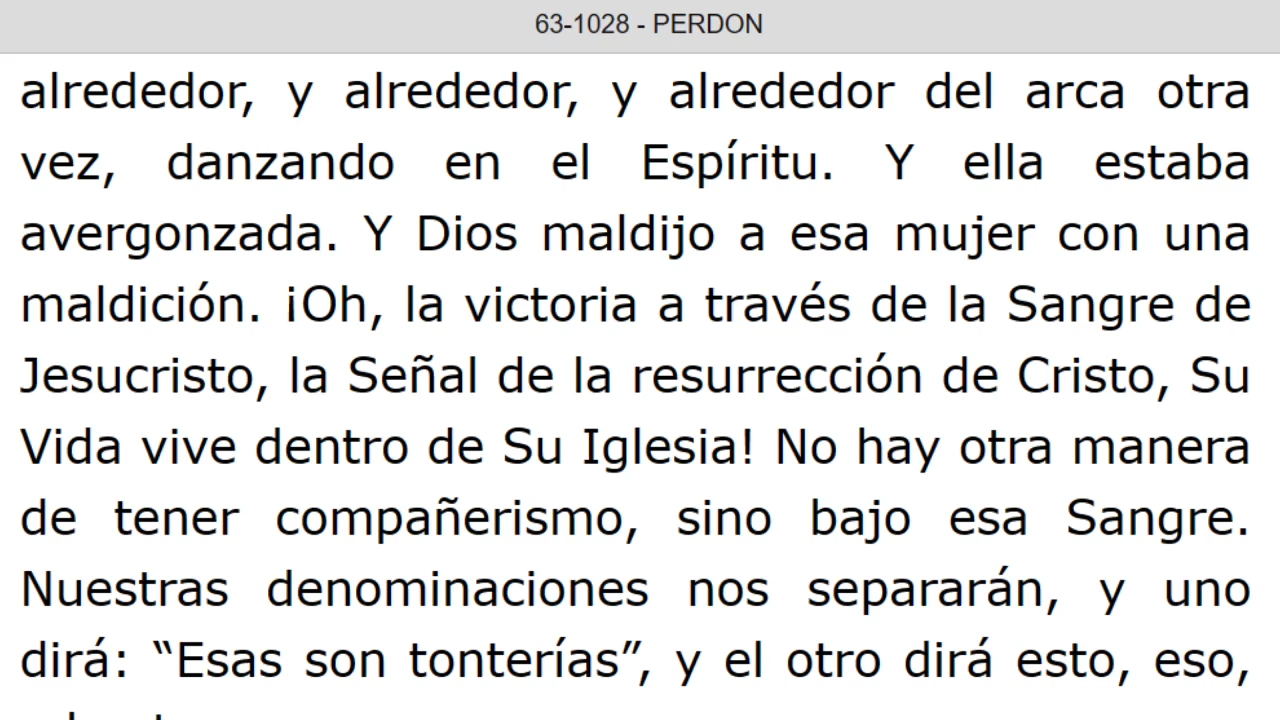 63-1028 - PERDON
alrededor, y alrededor, y alrededor del arca otra
vez, danzando en el Espíritu. Y ella estaba
avergonzada. Y Dios maldijo a esa mujer con una
maldición. ¡Oh, la victoria a través de la Sangre de
Jesucristo, la Señal de la resurrección de Cristo, Su
Vida vive dentro de Su Iglesia! No hay otra manera
de tener compañerismo, sino bajo esa Sangre.
Nuestras denominaciones nos separarán, y uno
dirá: “Esas son tonterías”, y el otro dirá esto, eso,